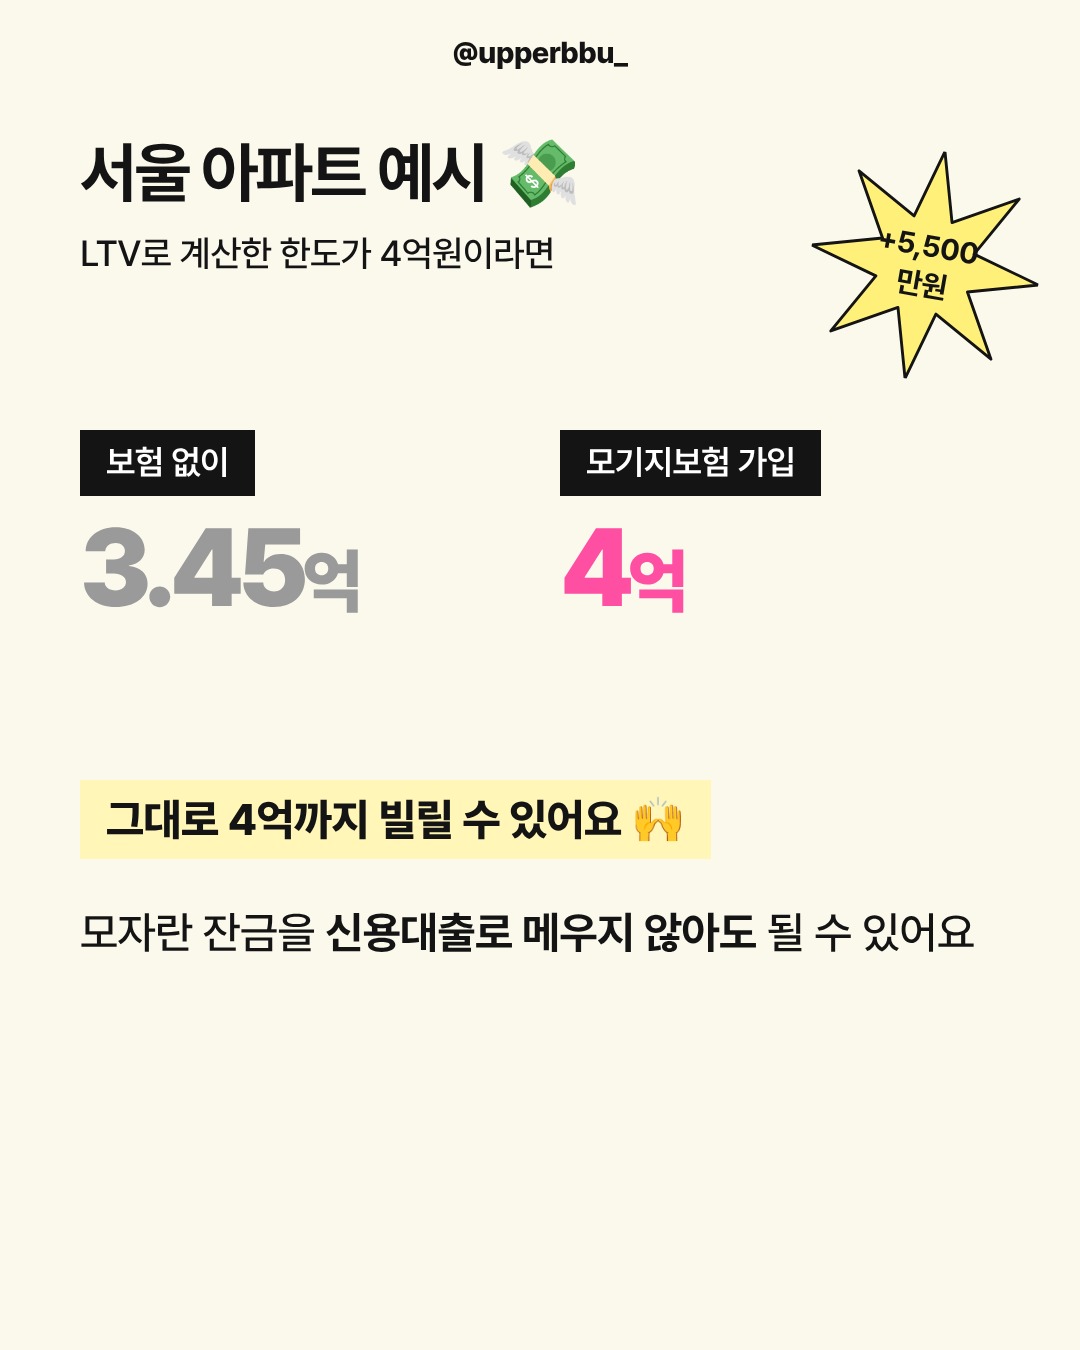 @upperbbu_
서울 아파트 예시 💸
LTV로 계산한 한도가 4억원이라면
+5,500
만원
보험 없이
3.45억
모기지보험 가입
4억
그대로 4억까지 빌릴 수 있어요 🙌
모자란 잔금을 신용대출로 메우지 않아도 될 수 있어요